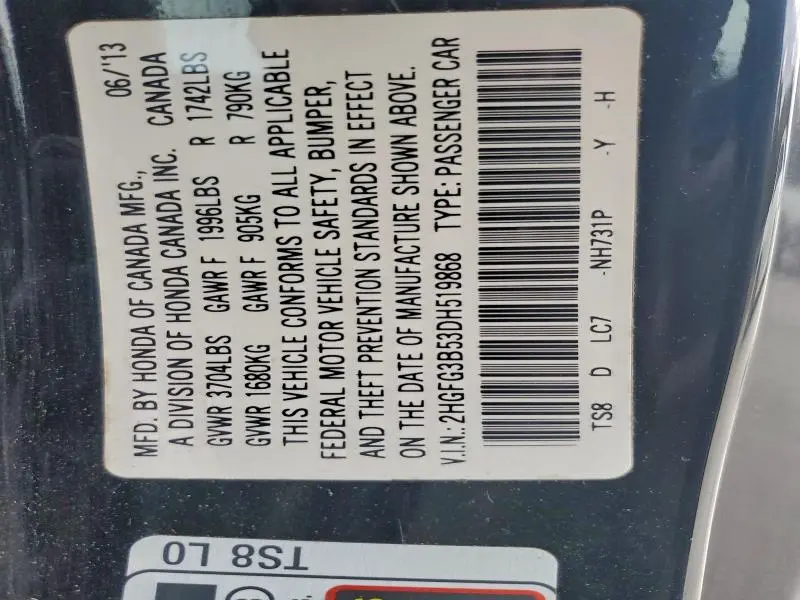 MFD. BY HONDA OF CANADA MFG., 06/'13
A DIVISION OF HONDA CANADA INC. CANADA
GVWR 3704LBS GAWR F 1996LBS R 1742LBS
GVWR 1680KG GAWR F 905KG R 790KG
THIS VEHICLE CONFORMS TO ALL APPLICABLE
FEDERAL MOTOR VEHICLE SAFETY, BUMPER,
AND THEFT PREVENTION STANDARDS IN EFFECT
ON THE DATE OF MANUFACTURE SHOWN ABOVE.
V.I.N.: 2HGFG3B53DH519868 TYPE: PASSENGER CAR
TS8 D LC7 -NH731P -Y -H
TS8 L0